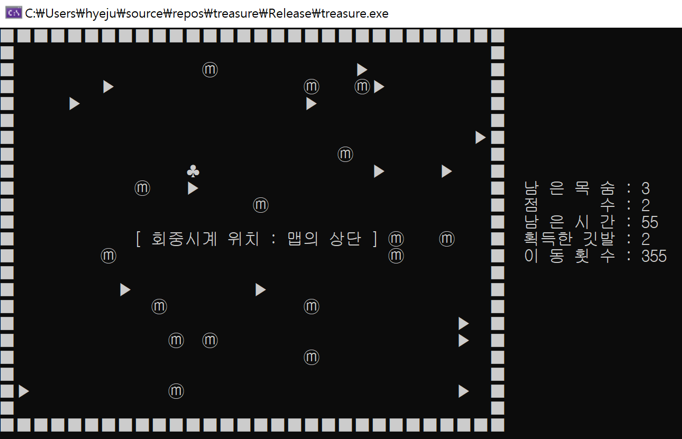 C:\Users\hyeju\source\repos\treasure\Release\treasure.exe
ⓜ
ⓜ ⓜ
ⓜ
ⓜ
ⓜ
[ 회중시계 위치 : 맵의 상단 ] ⓜ ⓜ
ⓜ ⓜ
ⓜ ⓜ
ⓜ ⓜ
ⓜ
ⓜ
남 은 목 숨 : 3
점 수 : 2
남 은 시 간 : 55
획득한 깃발 : 2
이 동 횟 수 : 355